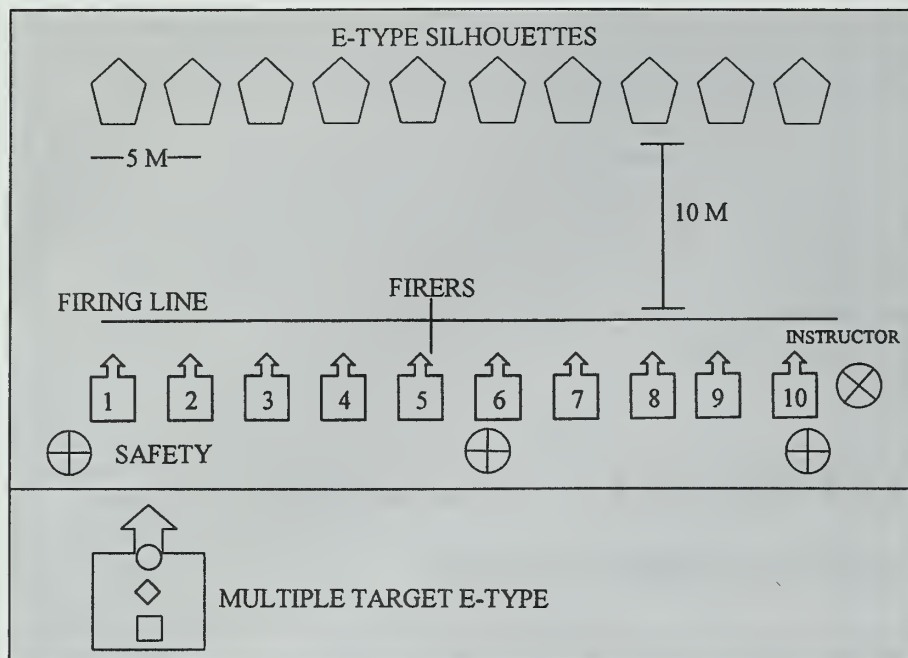 E-TYPE SILHOUETTES
5 M
10 M
FIRING LINE
FIRERS
INSTRUCTOR
1 2 3 4 5 6 7 8 9 10
SAFETY
MULTIPLE TARGET E-TYPE